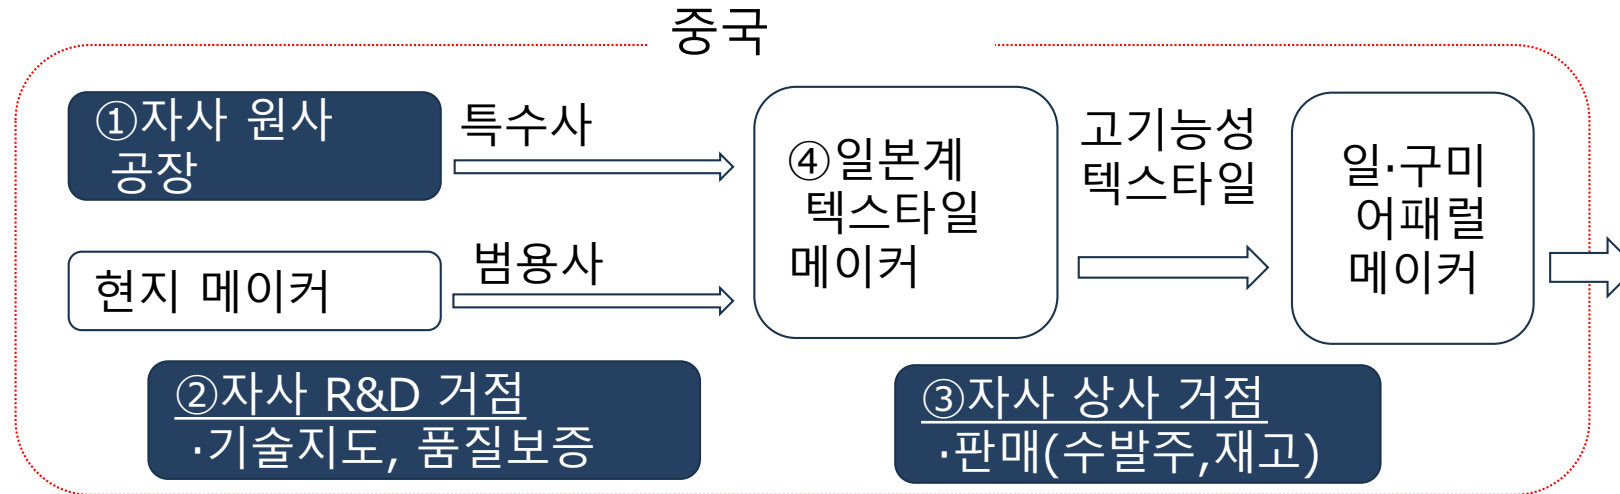 중국
①자사 원사
공장
특수사
④일본계
텍스타일
메이커
고기능성
텍스타일
일·구미
어패럴
메이커
현지 메이커
범용사
②자사 R&D 거점
·기술지도, 품질보증
③자사 상사 거점
·판매(수발주,재고)